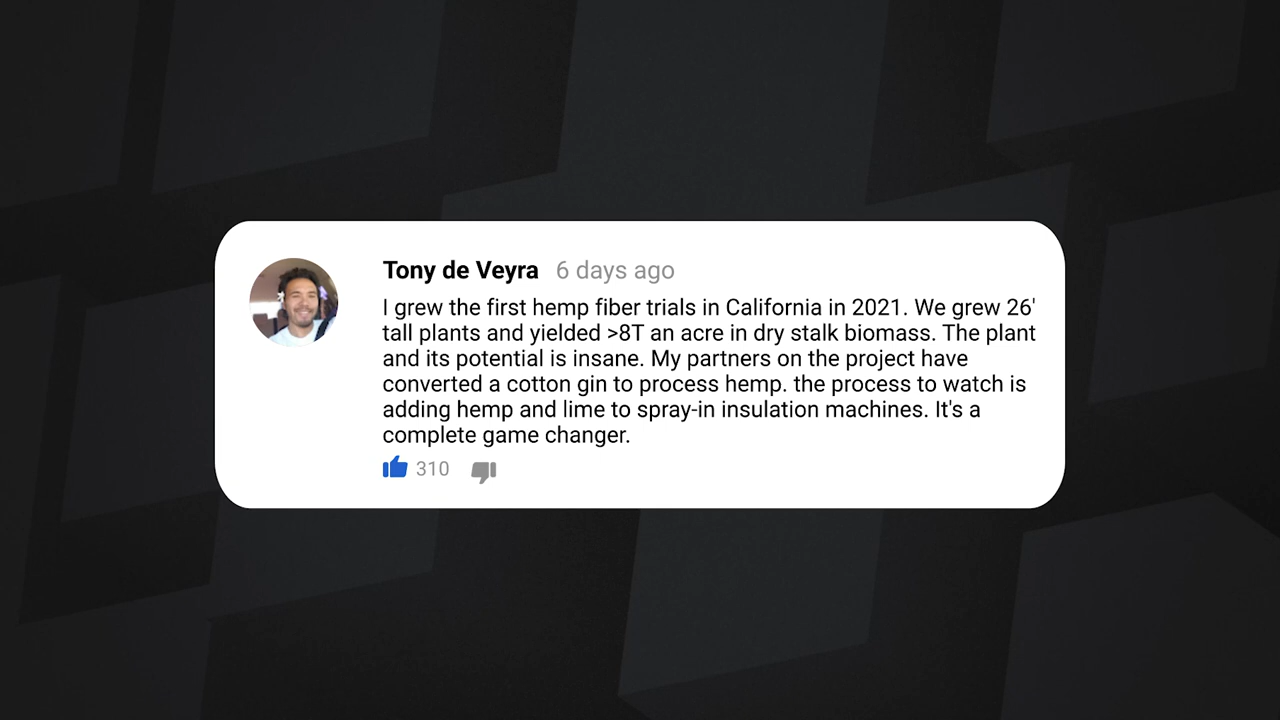 Tony de Veyra 6 days ago
I grew the first hemp fiber trials in California in 2021. We grew 26'
tall plants and yielded >8T an acre in dry stalk biomass. The plant
and its potential is insane. My partners on the project have
converted a cotton gin to process hemp. the process to watch is
adding hemp and lime to spray-in insulation machines. It's a
complete game changer.
310